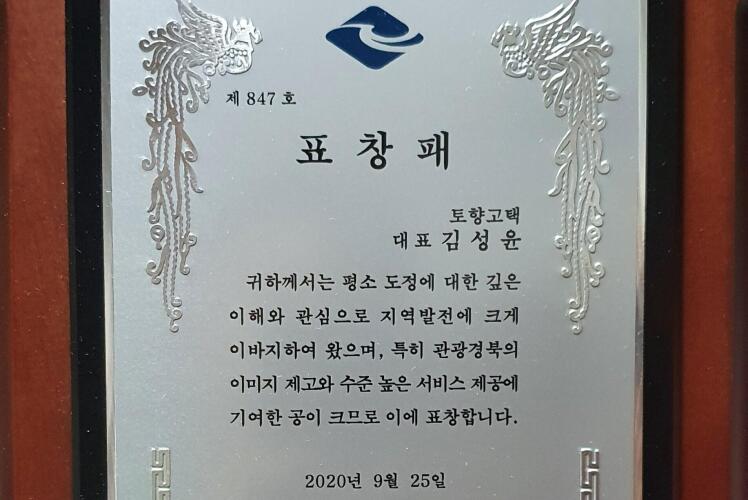 제 847 호
표 창 패
토향고택
대표 김 성 윤
귀하께서는 평소 도정에 대한 깊은
이해와 관심으로 지역발전에 크게
이바지하여 왔으며, 특히 관광경북의
이미지 제고와 수준 높은 서비스 제공에
기여한 공이 크므로 이에 표창합니다.
2020년 9월 25일